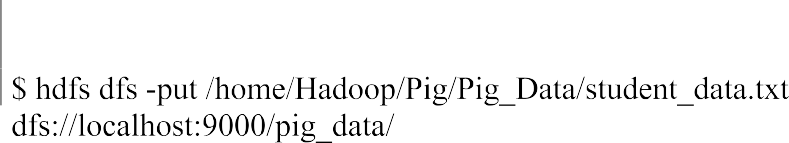 $ hdfs dfs -put /home/Hadoop/Pig/Pig_Data/student_data.txt
dfs://localhost:9000/pig_data/